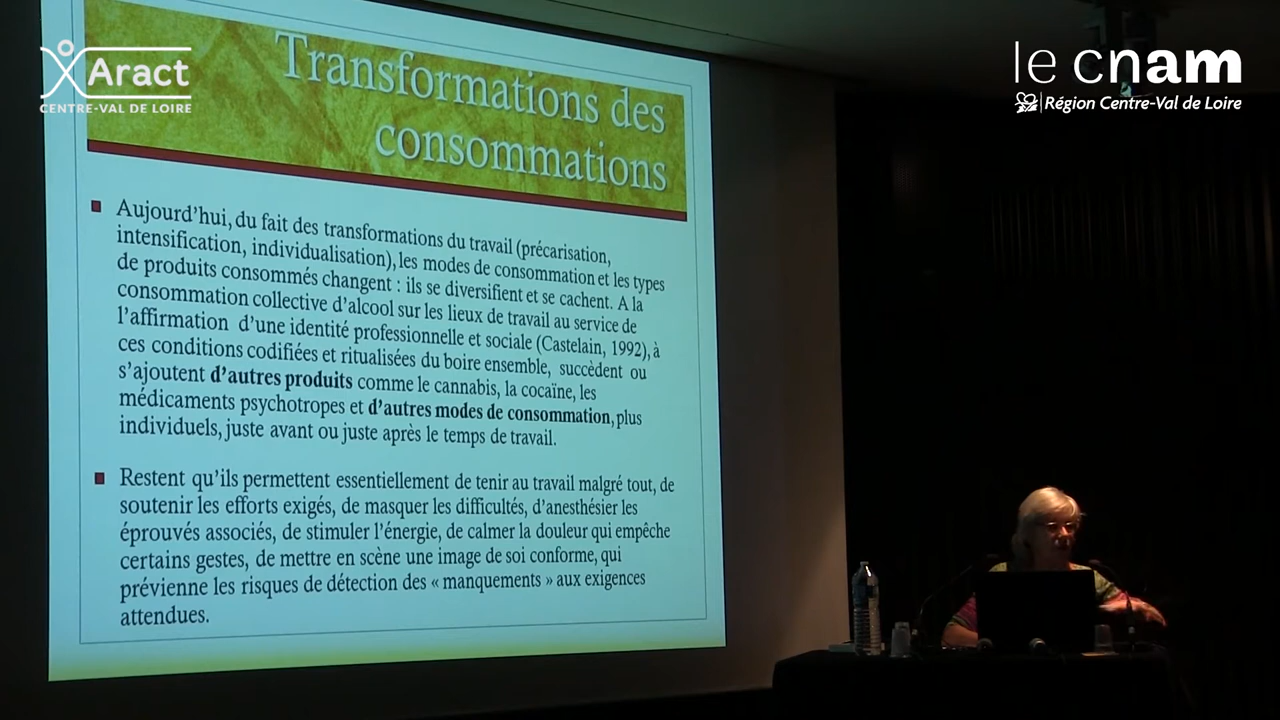 Aract
CENTRE-VAL DE LOIRE
le cnam
Région Centre-Val de Loire
Transformations des
consommations
Aujourd'hui, du fait des transformations du travail (précarisation,
intensification, individualisation), les modes de consommation et les types
de produits consommés changent : ils se diversifient et se cachent. A la
consommation collective d'alcool sur les lieux de travail au service de
l'affirmation d'une identité professionnelle et sociale (Castelain, 1992), à
ces conditions codifiées et ritualisées du boire ensemble, succèdent ou
s'ajoutent d'autres produits comme le cannabis, la cocaïne, les
médicaments psychotropes et d'autres modes de consommation, plus
individuels, juste avant ou juste après le temps de travail.
Restent qu'ils permettent essentiellement de tenir au travail malgré tout, de
soutenir les efforts exigés, de masquer les difficultés, d'anesthésier les
éprouvés associés, de stimuler l'énergie, de calmer la douleur qui empêche
certains gestes, de mettre en scène une image de soi conforme, qui
prévienne les risques de détection des « manquements » aux exigences
attendues.